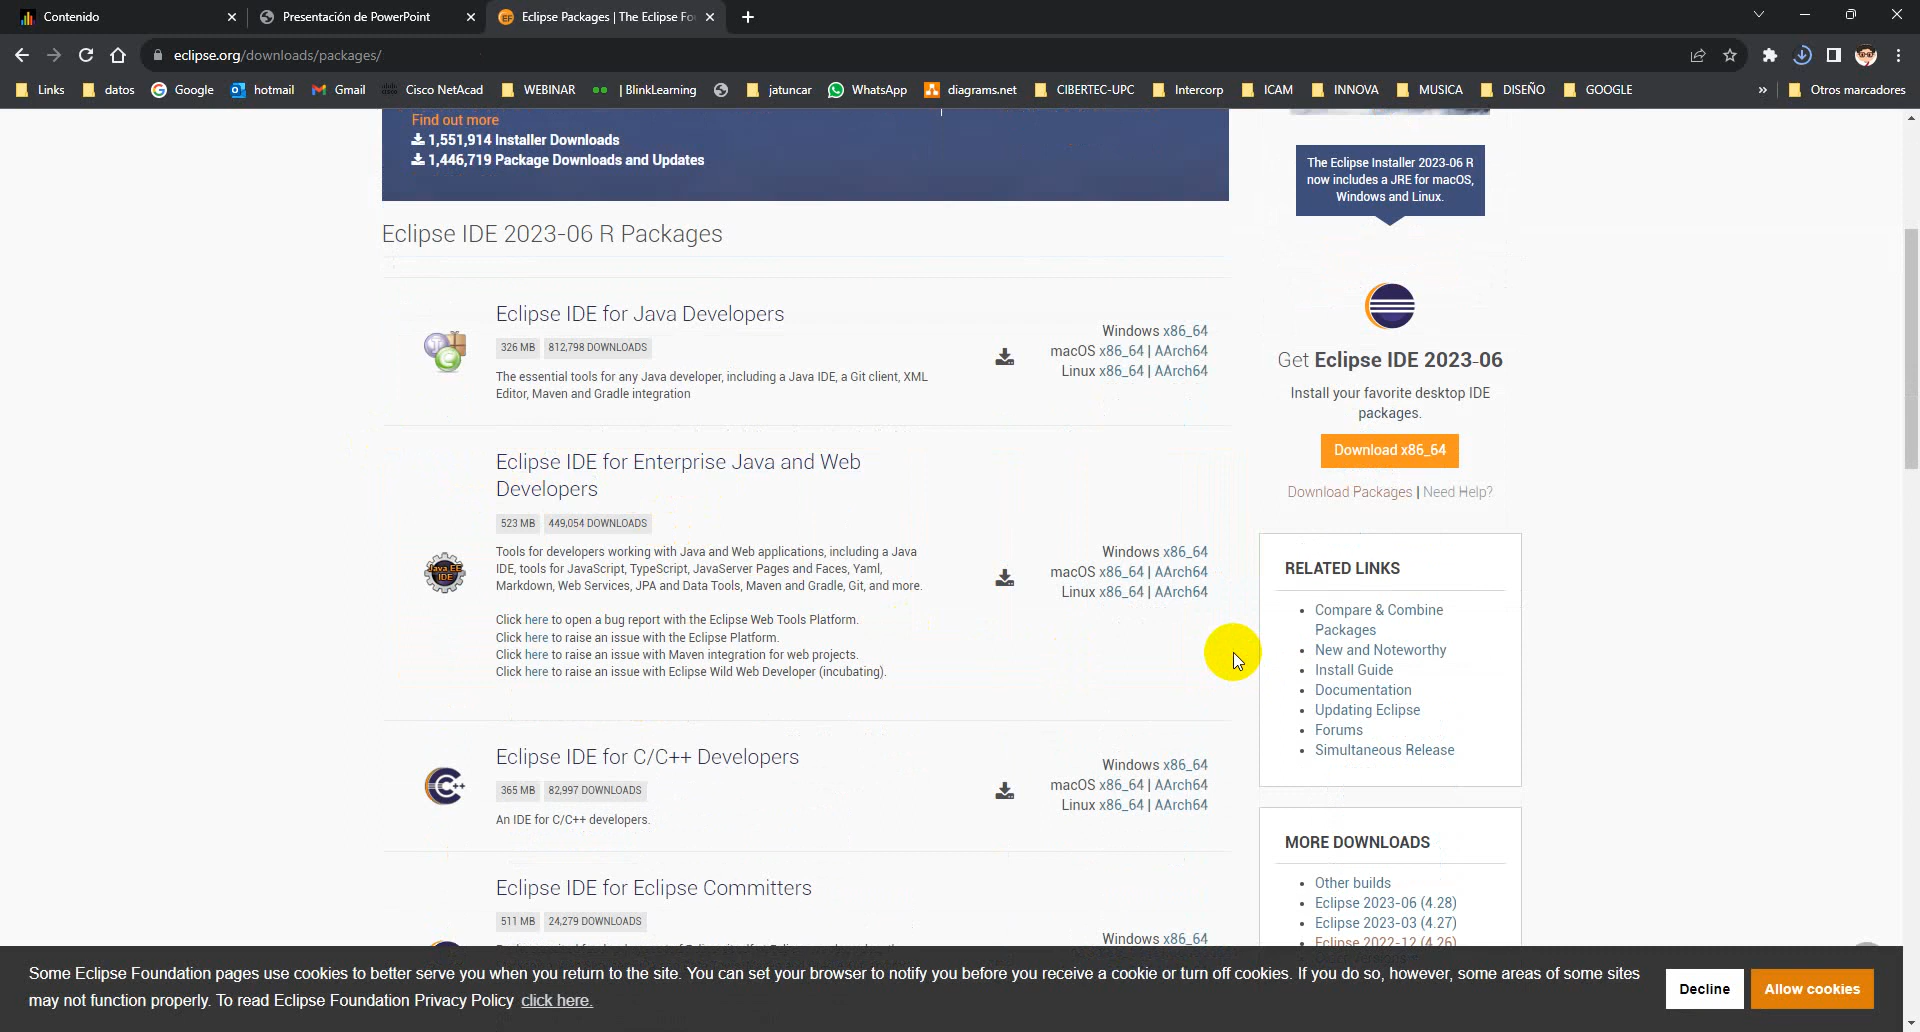 Contenido
Presentación de PowerPoint
Eclipse Packages | The Eclipse Fo
eclipse.org/downloads/packages/
Links
datos
Google
hotmail
Gmail
Cisco NetAcad
WEBINAR
| BlinkLearning
jatuncar
WhatsApp
diagrams.net
CIBERTEC-UPC
Intercorp
ICAM
INNOVA
MUSICA
DISEÑO
GOOGLE
»
Otros marcadores
Find out more
1,551,914 Installer Downloads
1,446,719 Package Downloads and Updates
Eclipse IDE 2023-06 R Packages
Eclipse IDE for Java Developers
326 MB 812,798 DOWNLOADS
The essential tools for any Java developer, including a Java IDE, a Git client, XML
Editor, Maven and Gradle integration
Windows x86_64
macOS x86_64 | AArch64
Linux x86_64 | AArch64
Eclipse IDE for Enterprise Java and Web
Developers
523 MB 449,054 DOWNLOADS
Java EE
IDE
Tools for developers working with Java and Web applications, including a Java
IDE, tools for JavaScript, TypeScript, JavaServer Pages and Faces, Yaml,
Markdown, Web Services, JPA and Data Tools, Maven and Gradle, Git, and more.
Click here to open a bug report with the Eclipse Web Tools Platform.
Click here to raise an issue with the Eclipse Platform.
Click here to raise an issue with Maven integration for web projects.
Click here to raise an issue with Eclipse Wild Web Developer (incubating).
Windows x86_64
macOS x86_64 | AArch64
Linux x86_64 | AArch64
Eclipse IDE for C/C++ Developers
365 MB 82,997 DOWNLOADS
An IDE for C/C++ developers.
Windows x86_64
macOS x86_64 | AArch64
Linux x86_64 | AArch64
Eclipse IDE for Eclipse Committers
511 MB 24,279 DOWNLOADS
Windows x86_64
The Eclipse Installer 2023-06 R
now includes a JRE for macOS,
Windows and Linux.
Get Eclipse IDE 2023-06
Install your favorite desktop IDE
packages.
Download x86_64
Download Packages | Need Help?
RELATED LINKS
Compare & Combine
Packages
New and Noteworthy
Install Guide
Documentation
Updating Eclipse
Forums
Simultaneous Release
MORE DOWNLOADS
Other builds
Eclipse 2023-06 (4.28)
Eclipse 2023-03 (4.27)
Eclipse 2022-12 (4.26)
Some Eclipse Foundation pages use cookies to better serve you when you return to the site. You can set your browser to notify you before you receive a cookie or turn off cookies. If you do so, however, some areas of some sites
may not function properly. To read Eclipse Foundation Privacy Policy click here.
Decline
Allow cookies